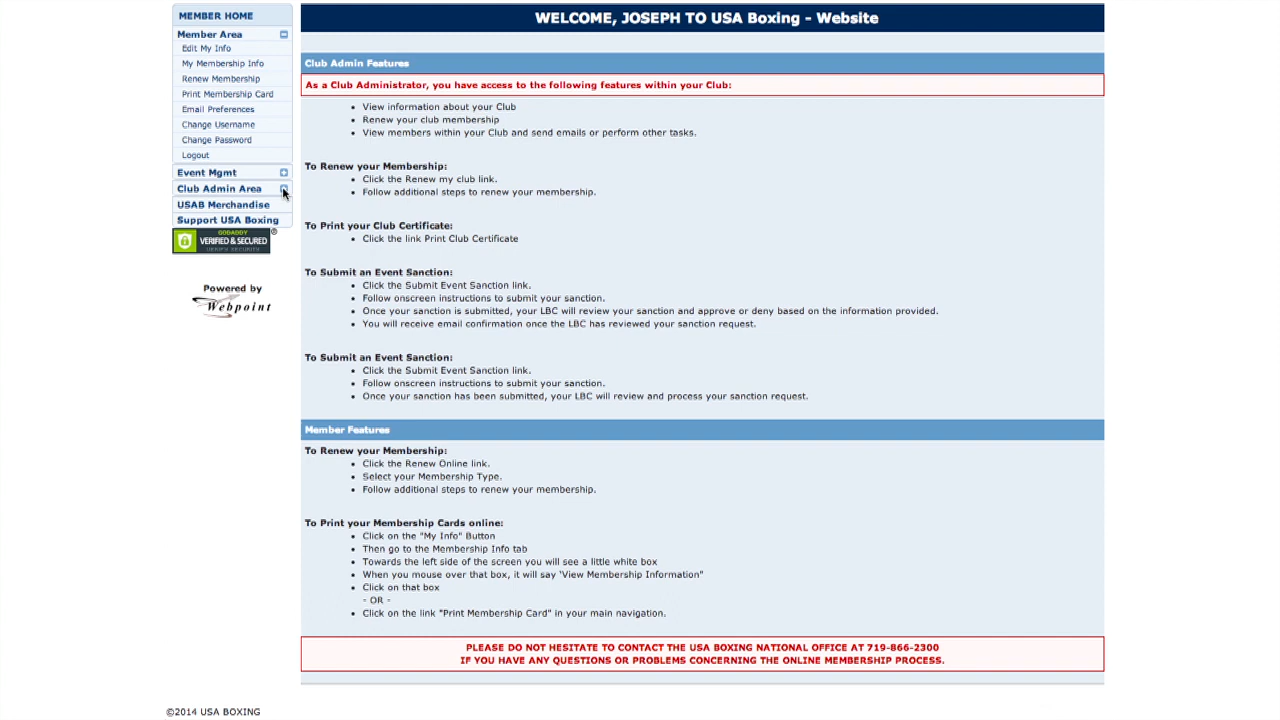 MEMBER HOME
Member Area
Edit My Info
My Membership Info
Renew Membership
Print Membership Card
Email Preferences
Change Username
Change Password
Logout
Event Mgmt
Club Admin Area
USAB Merchandise
Support USA Boxing
GODADDY
VERIFIED & SECURED
VERIFY SECURITY
®
Powered by
Webpoint
WELCOME, JOSEPH TO USA Boxing - Website
Club Admin Features
As a Club Administrator, you have access to the following features within your Club:
• View information about your Club
• Renew your club membership
• View members within your Club and send emails or perform other tasks.
To Renew your Membership:
• Click the Renew my club link.
• Follow additional steps to renew your membership.
To Print your Club Certificate:
• Click the link Print Club Certificate
To Submit an Event Sanction:
• Click the Submit Event Sanction link.
• Follow onscreen instructions to submit your sanction.
• Once your sanction is submitted, your LBC will review your sanction and approve or deny based on the information provided.
• You will receive email confirmation once the LBC has reviewed your sanction request.
To Submit an Event Sanction:
• Click the Submit Event Sanction link.
• Follow onscreen instructions to submit your sanction.
• Once your sanction has been submitted, your LBC will review and process your sanction request.
Member Features
To Renew your Membership:
• Click the Renew Online link.
• Select your Membership Type.
• Follow additional steps to renew your membership.
To Print your Membership Cards online:
• Click on the "My Info" Button
• Then go to the Membership Info tab
• Towards the left side of the screen you will see a little white box
• When you mouse over that box, it will say 'View Membership Information"
• Click on that box
- OR -
• Click on the link "Print Membership Card" in your main navigation.
PLEASE DO NOT HESITATE TO CONTACT THE USA BOXING NATIONAL OFFICE AT 719-866-2300
IF YOU HAVE ANY QUESTIONS OR PROBLEMS CONCERNING THE ONLINE MEMBERSHIP PROCESS.
©2014 USA BOXING